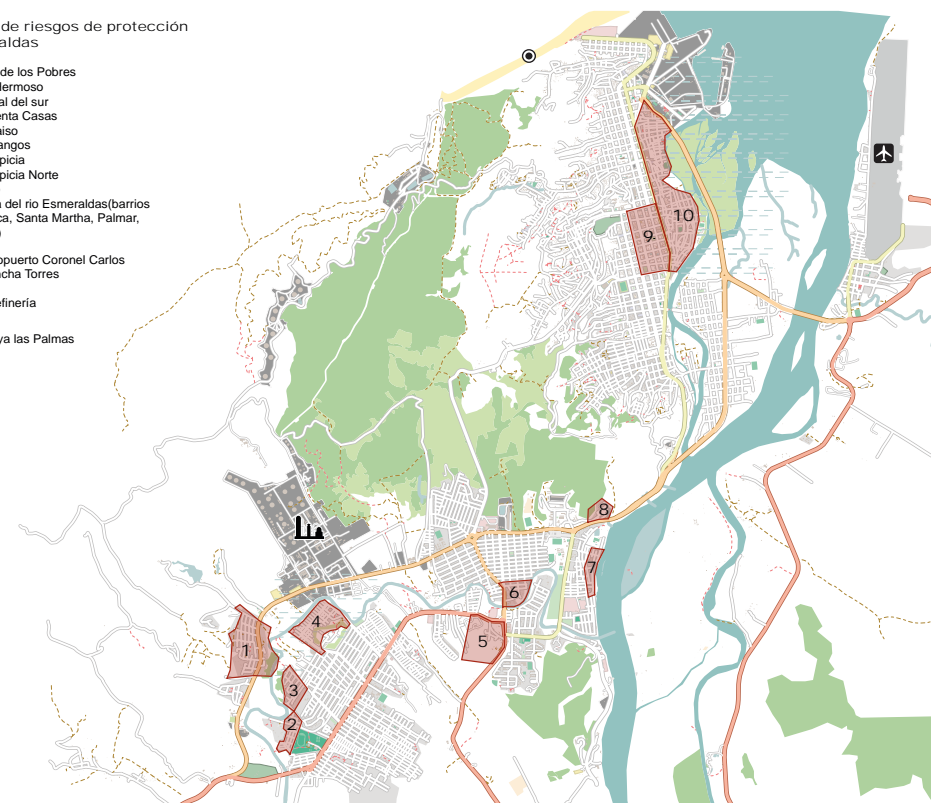 de riesgos de protección
aldas
de los Pobres
Hermoso
al del sur
enta Casas
aiso
angos
picia
picia Norte
a del rio Esmeraldas(barrios
ca, Santa Martha, Palmar,
)
opuerto Coronel Carlos
ncha Torres
efinería
ya las Palmas
10
9
8
7
6
5
4
1
3
2